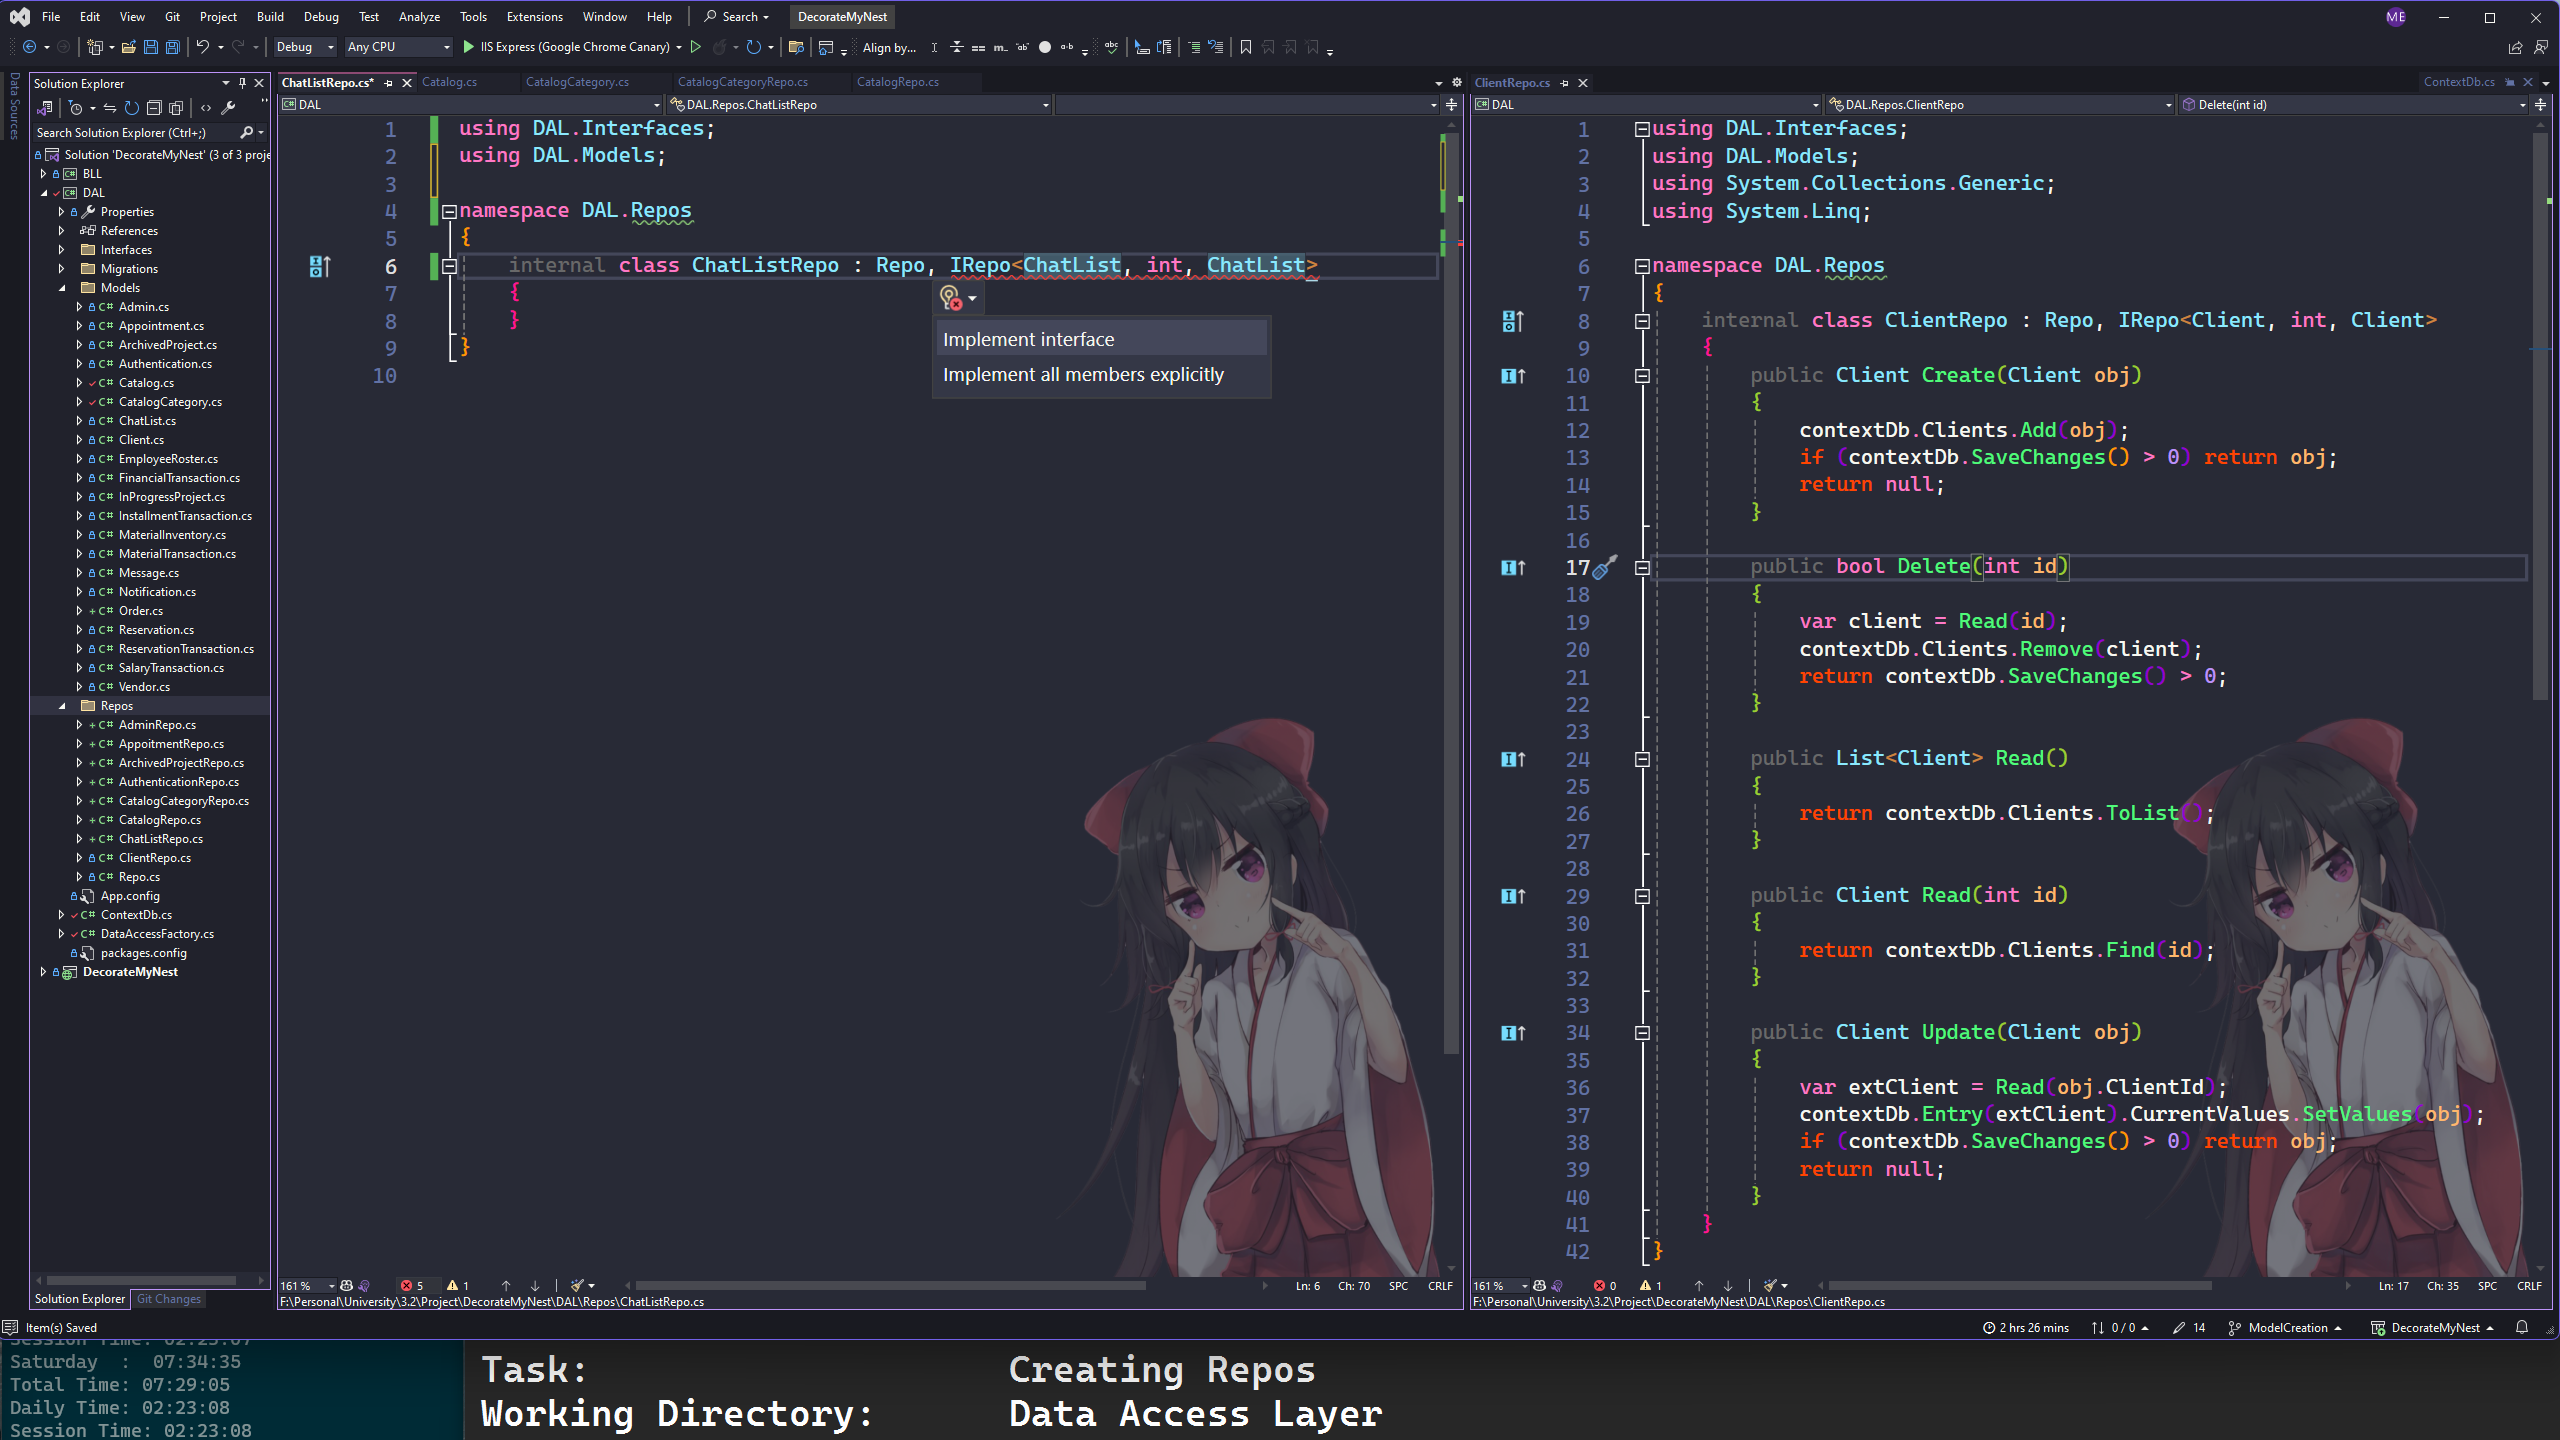 File Edit View Git Project Build Debug Test Analyze Tools Extensions Window Help Search DecorateMyNest ME
Debug Any CPU IIS Express (Google Chrome Canary) Align by...
Data Sources
Solution Explorer
Search Solution Explorer (Ctrl+;)
Solution 'DecorateMyNest' (3 of 3 proje
BLL
DAL
Properties
References
Interfaces
Migrations
Models
Admin.cs
Appointment.cs
ArchivedProject.cs
Authentication.cs
Catalog.cs
CatalogCategory.cs
ChatList.cs
Client.cs
EmployeeRoster.cs
FinancialTransaction.cs
InProgressProject.cs
InstallmentTransaction.cs
MaterialInventory.cs
MaterialTransaction.cs
Message.cs
Notification.cs
Order.cs
Reservation.cs
ReservationTransaction.cs
SalaryTransaction.cs
Vendor.cs
Repos
AdminRepo.cs
AppoitmentRepo.cs
ArchivedProjectRepo.cs
AuthenticationRepo.cs
CatalogCategoryRepo.cs
CatalogRepo.cs
ChatListRepo.cs
ClientRepo.cs
Repo.cs
App.config
ContextDb.cs
DataAccessFactory.cs
packages.config
DecorateMyNest
Solution Explorer Git Changes
ChatListRepo.cs* Catalog.cs CatalogCategory.cs CatalogCategoryRepo.cs CatalogRepo.cs
DAL DAL.Repos.ChatListRepo
1 using DAL.Interfaces;
2 using DAL.Models;
3
4 namespace DAL.Repos
5 {
6 internal class ChatListRepo : Repo, IRepo<ChatList, int, ChatList>
7 {
8 }
9 }
10
Implement interface
Implement all members explicitly
161 % 5 1 Ln: 6 Ch: 70 SPC CRLF
F:\Personal\University\3.2\Project\DecorateMyNest\DAL\Repos\ChatListRepo.cs
ClientRepo.cs ContextDb.cs
DAL DAL.Repos.ClientRepo Delete(int id)
1 using DAL.Interfaces;
2 using DAL.Models;
3 using System.Collections.Generic;
4 using System.Linq;
5
6 namespace DAL.Repos
7 {
8 internal class ClientRepo : Repo, IRepo<Client, int, Client>
9 {
10 public Client Create(Client obj)
11 {
12 contextDb.Clients.Add(obj);
13 if (contextDb.SaveChanges() > 0) return obj;
14 return null;
15 }
16
17 public bool Delete(int id)
18 {
19 var client = Read(id);
20 contextDb.Clients.Remove(client);
21 return contextDb.SaveChanges() > 0;
22 }
23
24 public List<Client> Read()
25 {
26 return contextDb.Clients.ToList();
27 }
28
29 public Client Read(int id)
30 {
31 return contextDb.Clients.Find(id);
32 }
33
34 public Client Update(Client obj)
35 {
36 var extClient = Read(obj.ClientId);
37 contextDb.Entry(extClient).CurrentValues.SetValues(obj);
38 if (contextDb.SaveChanges() > 0) return obj;
39 return null;
40 }
41 }
42 }
161 % 0 1 Ln: 17 Ch: 35 SPC CRLF
F:\Personal\University\3.2\Project\DecorateMyNest\DAL\Repos\ClientRepo.cs
Item(s) Saved 2 hrs 26 mins 0 / 0 14 ModelCreation DecorateMyNest
Session Time: 02:23:07
Saturday : 07:34:35
Total Time: 07:29:05
Daily Time: 02:23:08
Session Time: 02:23:08
Task: Creating Repos
Working Directory: Data Access Layer